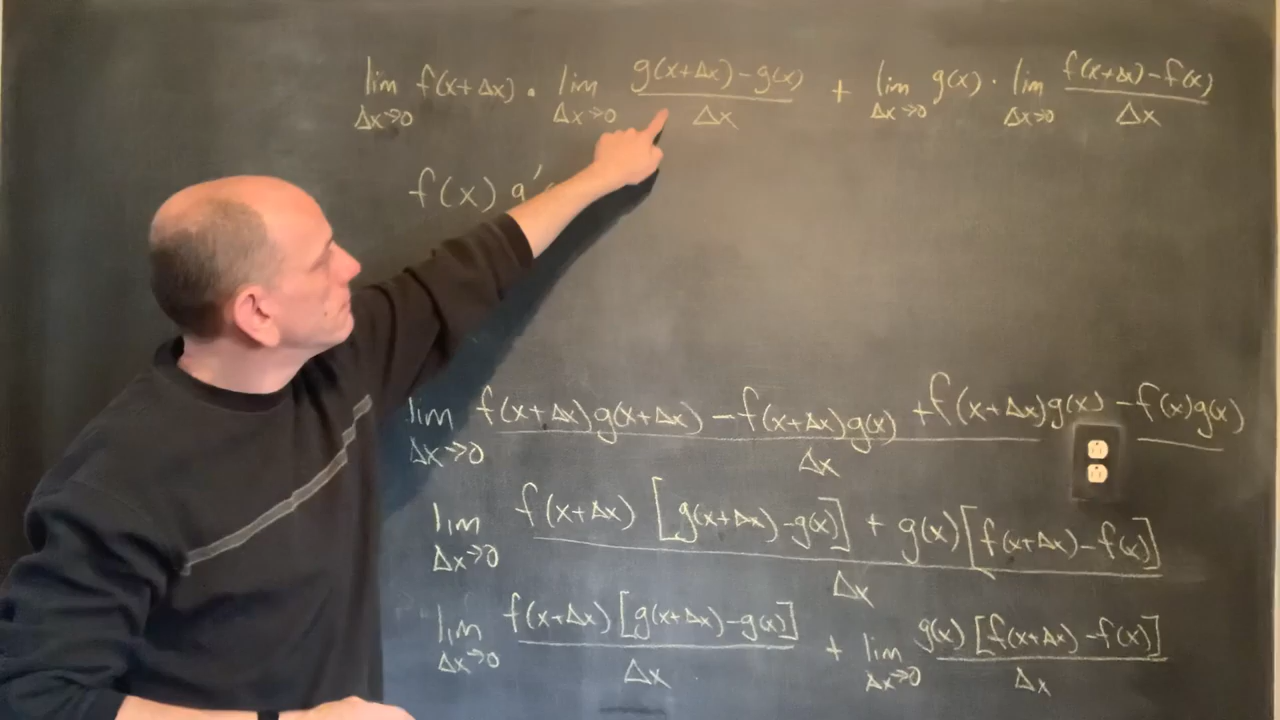 lim Δx→0 f(x+Δx) · lim Δx→0 (g(x+Δx) − g(x))/Δx + lim Δx→0 g(x) · lim Δx→0 (f(x+Δx) − f(x))/Δx
f(x) g′
lim Δx→0 (f(x+Δx)g(x+Δx) − f(x+Δx)g(x) + f(x+Δx)g(x) − f(x)g(x))/Δx
lim Δx→0 (f(x+Δx) [g(x+Δx) − g(x)] + g(x)[f(x+Δx) − f(x)])/Δx
lim Δx→0 (f(x+Δx) [g(x+Δx) − g(x)])/Δx + lim Δx→0 (g(x) [f(x+Δx) − f(x)])/Δx